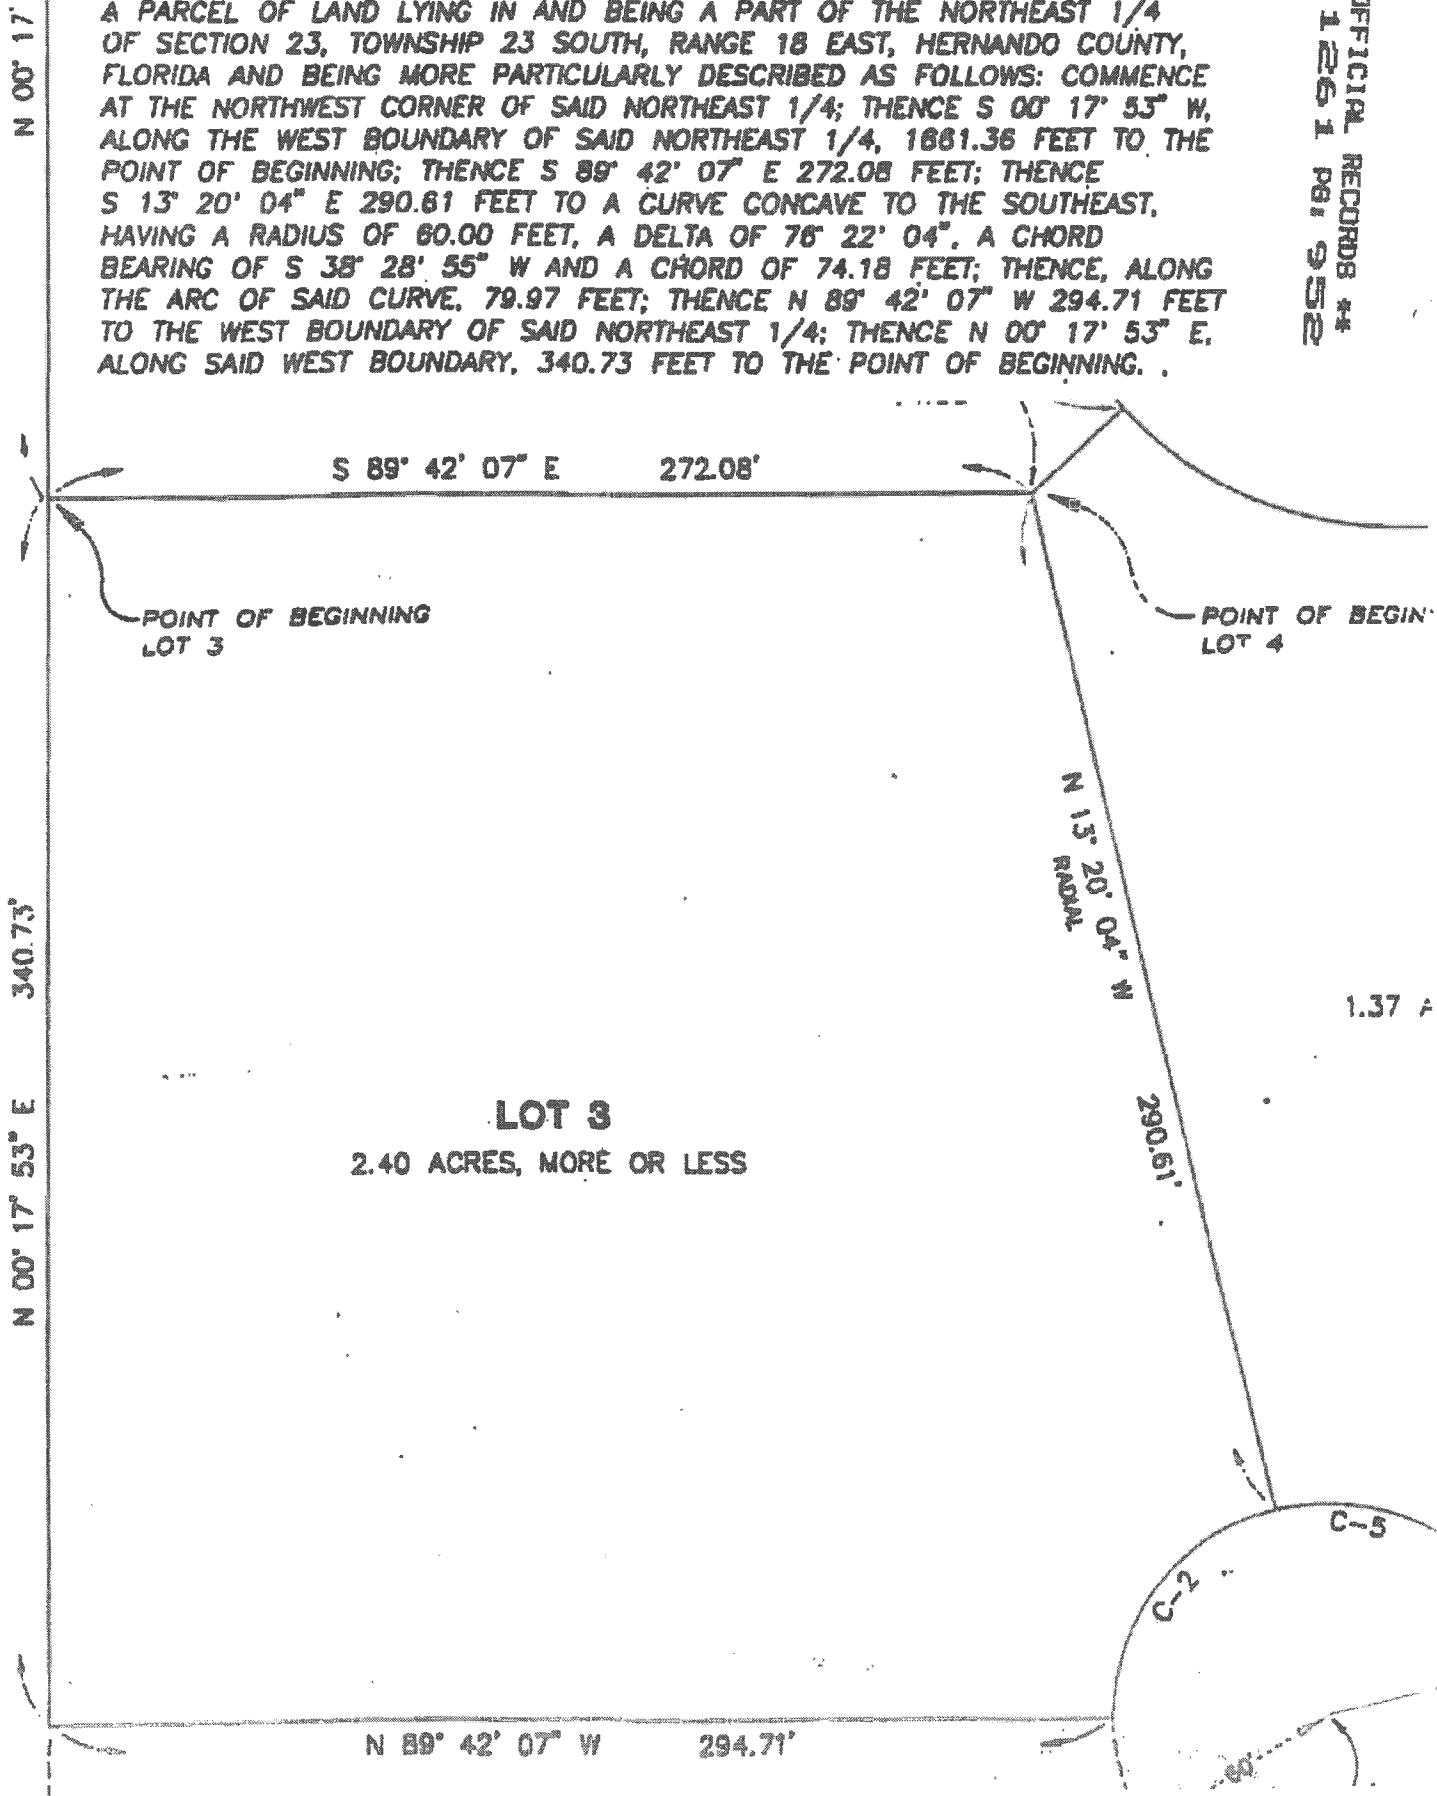 A PARCEL OF LAND LYING IN AND BEING A PART OF THE NORTHEAST 1/4
OF SECTION 23, TOWNSHIP 23 SOUTH, RANGE 18 EAST, HERNANDO COUNTY,
FLORIDA AND BEING MORE PARTICULARLY DESCRIBED AS FOLLOWS: COMMENCE
AT THE NORTHWEST CORNER OF SAID NORTHEAST 1/4; THENCE S 00° 17' 53" W,
ALONG THE WEST BOUNDARY OF SAID NORTHEAST 1/4, 1661.36 FEET TO THE
POINT OF BEGINNING; THENCE S 89° 42' 07" E 272.08 FEET; THENCE
S 13° 20' 04" E 290.61 FEET TO A CURVE CONCAVE TO THE SOUTHEAST,
HAVING A RADIUS OF 60.00 FEET, A DELTA OF 76° 22' 04", A CHORD
BEARING OF S 38° 28' 55" W AND A CHORD OF 74.18 FEET; THENCE, ALONG
THE ARC OF SAID CURVE, 79.97 FEET; THENCE N 89° 42' 07" W 294.71 FEET
TO THE WEST BOUNDARY OF SAID NORTHEAST 1/4; THENCE N 00° 17' 53" E,
ALONG SAID WEST BOUNDARY, 340.73 FEET TO THE POINT OF BEGINNING.
OFFICIAL RECORDS **
1261 PG: 952
N 00° 17'
S 89° 42' 07" E 272.08'
POINT OF BEGINNING
LOT 3
POINT OF BEGIN
LOT 4
N 13° 20' 04" W
RADIAL
290.61'
N 00° 17' 53" E 340.73'
1.37 A
LOT 3
2.40 ACRES, MORE OR LESS
C-5
C-2
N 89° 42' 07" W 294.71'
60'